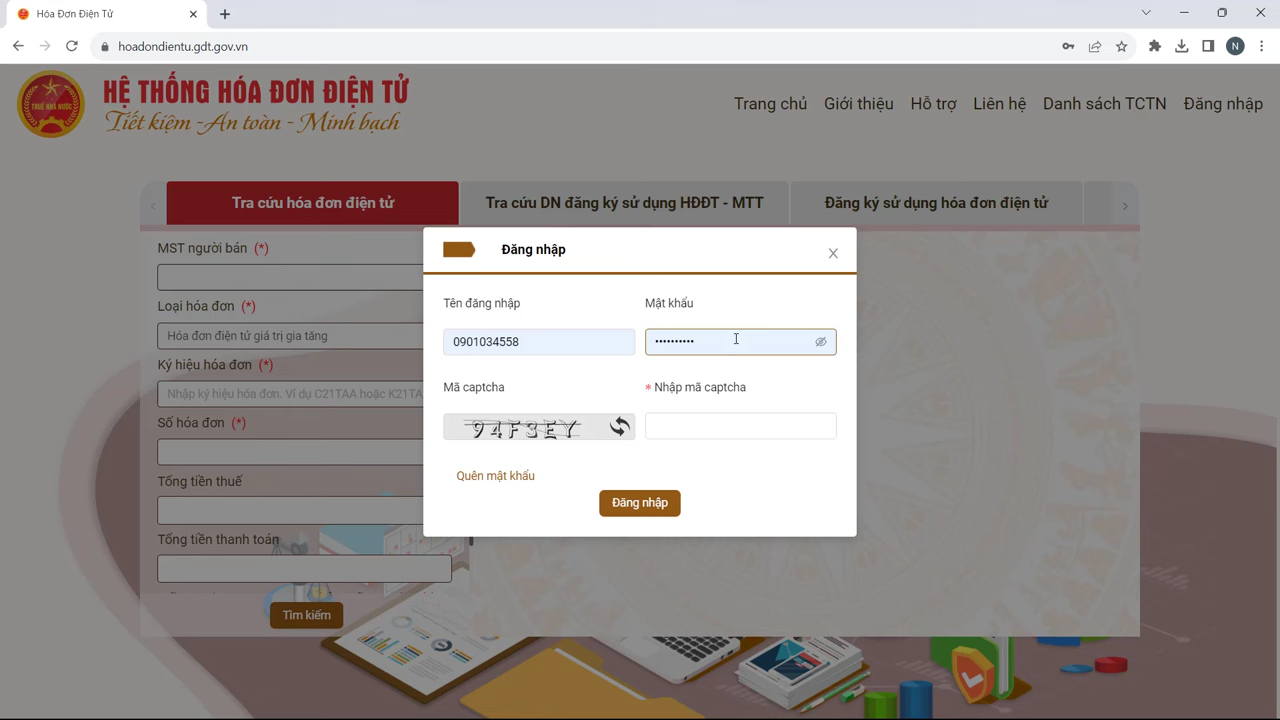 Hóa Đơn Điện Tử
hoadondientu.gdt.gov.vn
N
THUẾ NHÀ NƯỚC
HỆ THỐNG HÓA ĐƠN ĐIỆN TỬ
Tiết kiệm - An toàn - Minh bạch
Trang chủ Giới thiệu Hỗ trợ Liên hệ Danh sách TCTN Đăng nhập
Tra cứu hóa đơn điện tử Tra cứu DN đăng ký sử dụng HĐĐT - MTT Đăng ký sử dụng hóa đơn điện tử
MST người bán (*)
Loại hóa đơn (*)
Hóa đơn điện tử giá trị gia tăng
Ký hiệu hóa đơn (*)
Nhập ký hiệu hóa đơn. Ví dụ C21TAA hoặc K21TA
Số hóa đơn (*)
Tổng tiền thuế
Tổng tiền thanh toán
Tìm kiếm
Đăng nhập
Tên đăng nhập Mật khẩu
0901034558 ••••••••••
Mã captcha * Nhập mã captcha
94F3EY
Quên mật khẩu
Đăng nhập